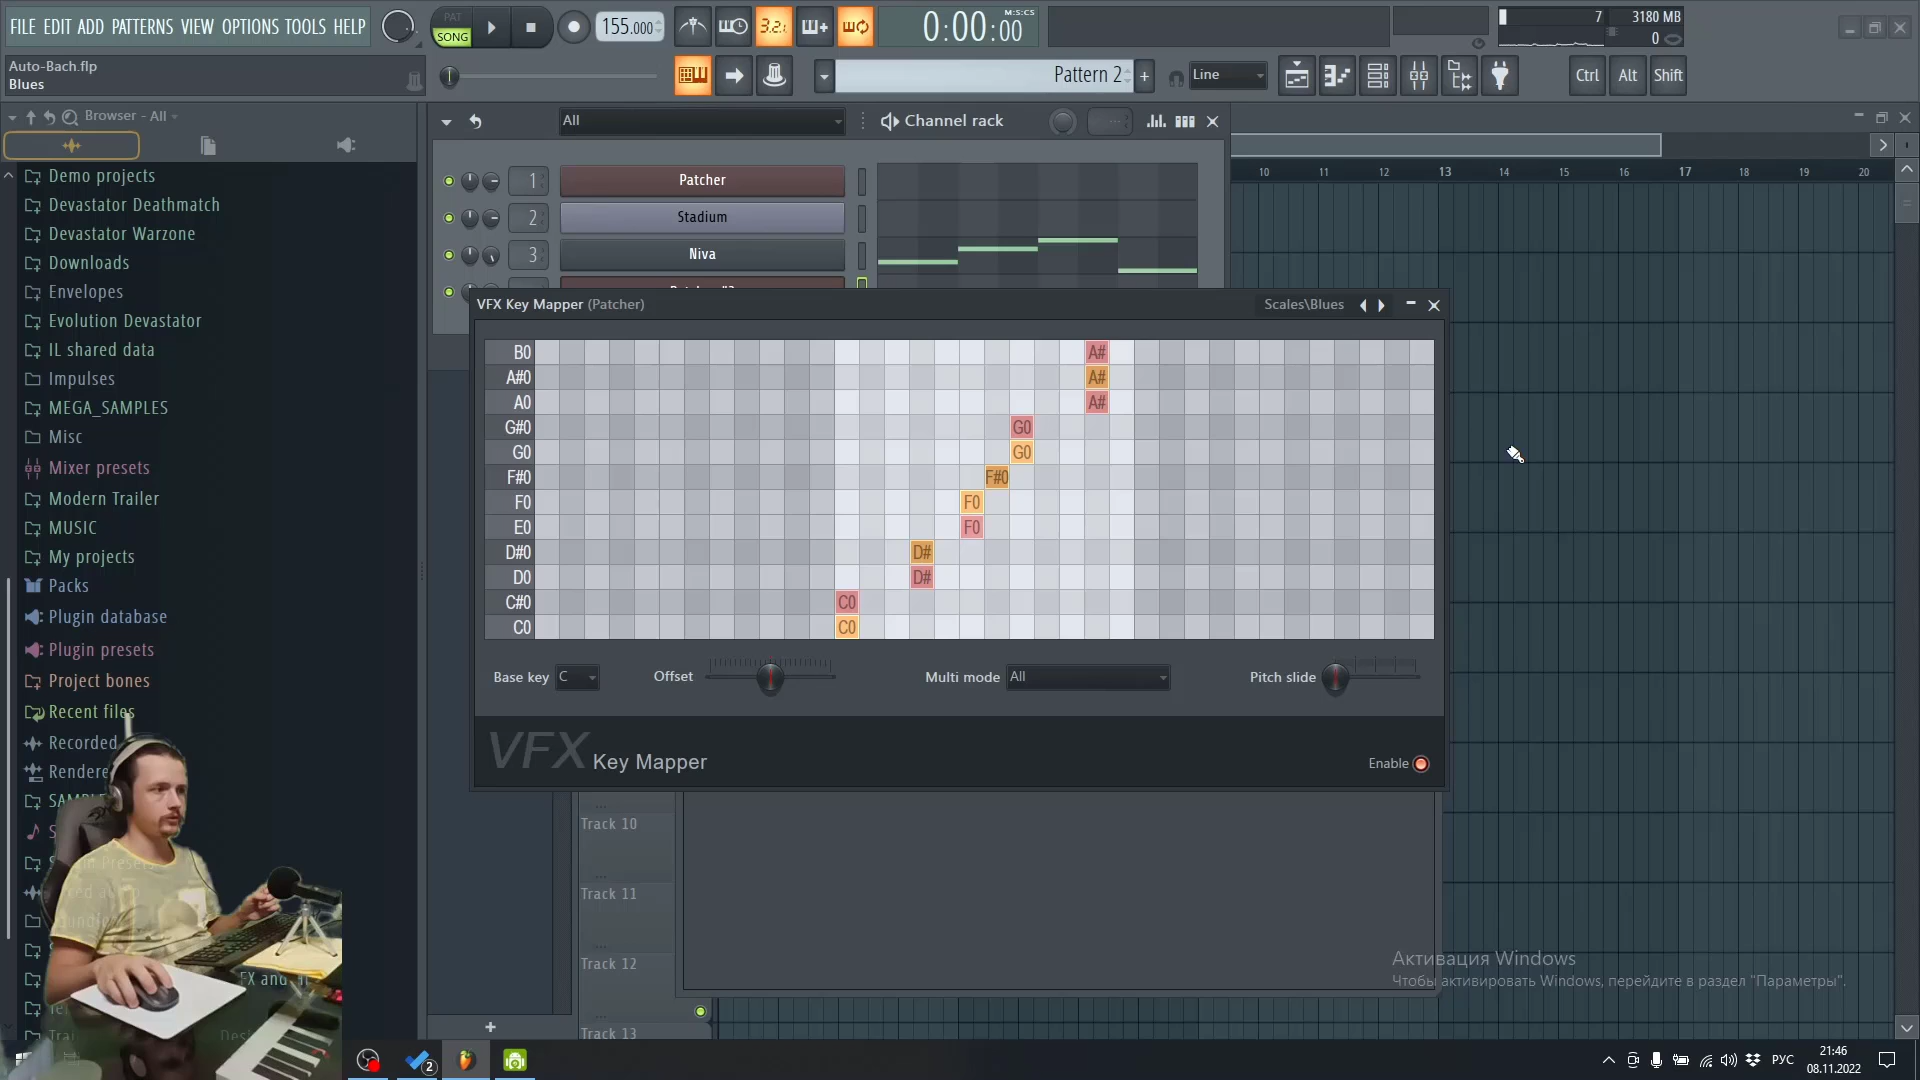 FILE EDIT ADD PATTERNS VIEW OPTIONS TOOLS HELP
PAT
SONG
155.000
3.2.
0:00:00
M:S:CS
7
3180 MB
0
Auto-Bach.flp
Blues
Pattern 2
Line
Ctrl
Alt
Shift
Browser - All
All
Channel rack
Demo projects
Devastator Deathmatch
Devastator Warzone
Downloads
Envelopes
Evolution Devastator
IL shared data
Impulses
MEGA_SAMPLES
Misc
Mixer presets
Modern Trailer
MUSIC
My projects
Packs
Plugin database
Plugin presets
Project bones
Recent files
Recorded
Rendere
1
Patcher
2
Stadium
3
Niva
10
11
12
13
14
15
16
17
18
19
20
VFX Key Mapper (Patcher)
Scales\Blues
B0
A#
A#0
A#
A0
A#
G#0
G0
G0
G0
F#0
F#0
F0
F0
E0
F0
D#0
D#
D0
D#
C#0
C0
C0
C0
Base key
C
Offset
Multi mode
All
Pitch slide
VFX Key Mapper
Enable
Track 10
Track 11
Track 12
Track 13
Активация Windows
Чтобы активировать Windows, перейдите в раздел "Параметры".
2
РУС
21:46
08.11.2022